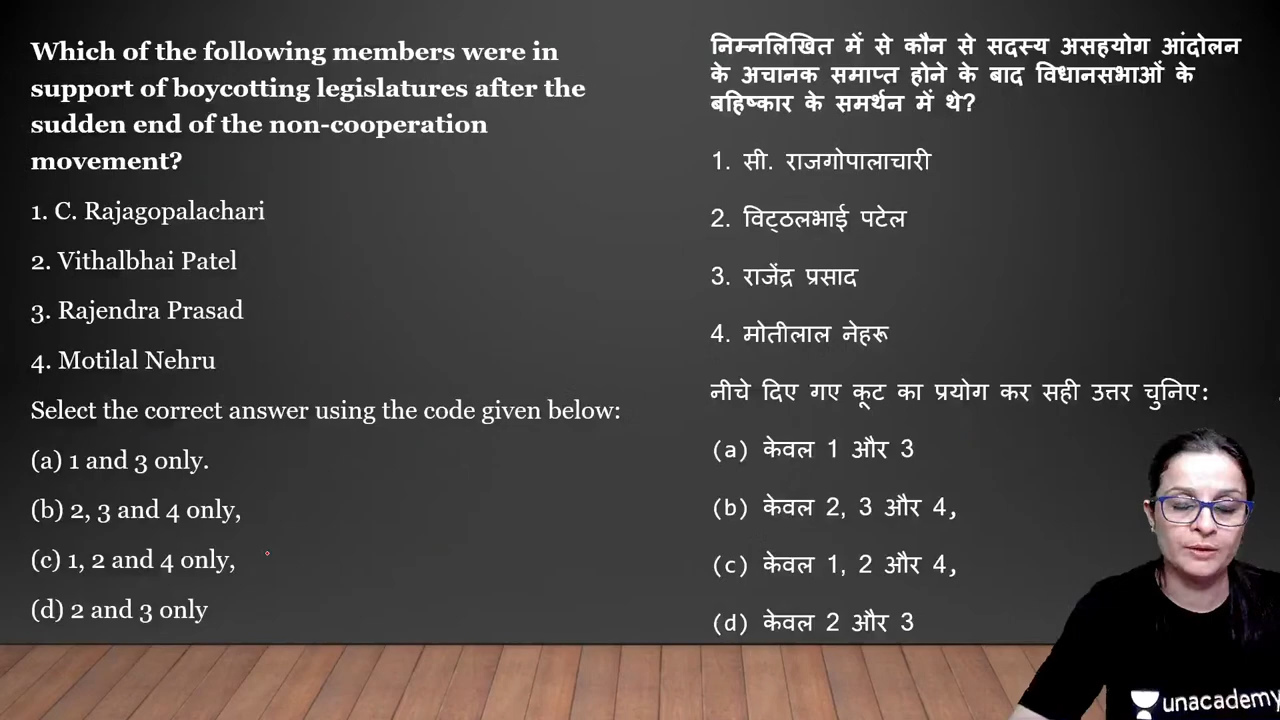 Which of the following members were in
support of boycotting legislatures after the
sudden end of the non-cooperation
movement?
1. C. Rajagopalachari
2. Vithalbhai Patel
3. Rajendra Prasad
4. Motilal Nehru
Select the correct answer using the code given below:
(a) 1 and 3 only.
(b) 2, 3 and 4 only,
(c) 1, 2 and 4 only,
(d) 2 and 3 only
निम्नलिखित में से कौन से सदस्य असहयोग आंदोलन
के अचानक समाप्त होने के बाद विधानसभाओं के
बहिष्कार के समर्थन में थे?
1. सी. राजगोपालाचारी
2. विट्ठलभाई पटेल
3. राजेंद्र प्रसाद
4. मोतीलाल नेहरू
नीचे दिए गए कूट का प्रयोग कर सही उत्तर चुनिए:
(a) केवल 1 और 3
(b) केवल 2, 3 और 4,
(c) केवल 1, 2 और 4,
(d) केवल 2 और 3
unacademy